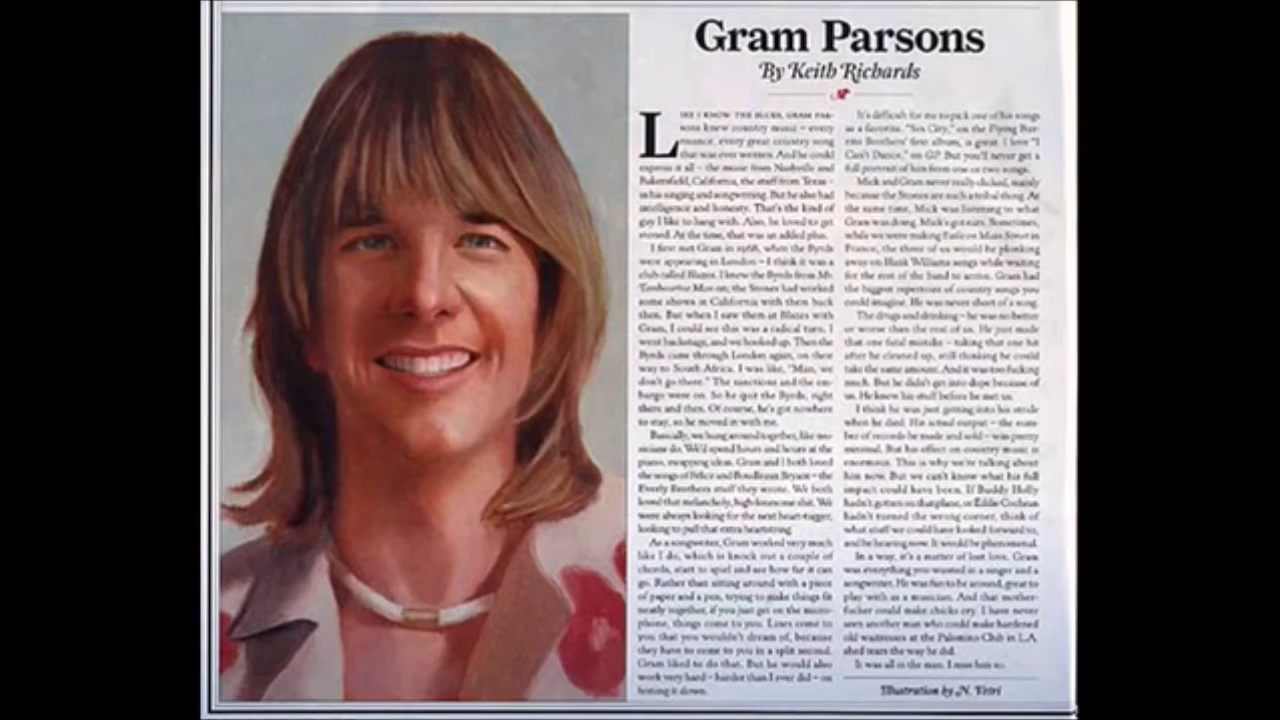 Gram Parsons
By Keith Richards
LIKE I KNOW THE BLUES, GRAM PAR-
sons knew country music – every
nuance, every great country song
that was ever written. And he could
express it all – the music from Nashville and
Bakersfield, California, the stuff from Texas –
in his singing and songwriting. But he also had
intelligence and honesty. That's the kind of
guy I like to hang with. Also, he loved to get
stoned. At the time, that was an added plus.
I first met Gram in 1968, when the Byrds
were appearing in London – I think it was a
club called Blazes. I knew the Byrds from Mr.
Tambourine Man on; the Stones had worked
some shows in California with them back
then. But when I saw them at Blazes with
Gram, I could see this was a radical turn. I
went backstage, and we hooked up. Then the
Byrds came through London again, on their
way to South Africa. I was like, "Man, we
don't go there." The sanctions and the em-
bargo were on. So he quit the Byrds, right
there and then. Of course, he's got nowhere
to stay, so he moved in with me.
Basically, we hung around together, like mu-
sicians do. We'd spend hours and hours at the
piano, swapping ideas. Gram and I both loved
the songs of Felice and Boudleaux Bryant – the
Everly Brothers stuff they wrote. We both
loved that melancholy, high-lonesome shit. We
were always looking for the next heart-tugger,
looking to pull that extra heartstring.
As a songwriter, Gram worked very much
like I do, which is knock out a couple of
chords, start to spiel and see how far it can
go. Rather than sitting around with a piece
of paper and a pen, trying to make things fit
neatly together, if you just get on the micro-
phone, things come to you. Lines come to
you that you wouldn't dream of, because
they have to come to you in a split second.
Gram liked to do that. But he would also
work very hard – harder than I ever did – on
honing it down.
It's difficult for me to pick one of his songs
as a favorite. "Sin City," on the Flying Bur-
rito Brothers' first album, is great. I love "I
Can't Dance," on GP. But you'll never get a
full portrait of him from one or two songs.
Mick and Gram never really clicked, mainly
because the Stones are such a tribal thing. At
the same time, Mick was listening to what
Gram was doing. Mick's got ears. Sometimes,
while we were making Exile on Main Street in
France, the three of us would be plonking
away on Hank Williams songs while waiting
for the rest of the band to arrive. Gram had
the biggest repertoire of country songs you
could imagine. He was never short of a song.
The drugs and drinking – he was no better
or worse than the rest of us. He just made
that one fatal mistake – taking that one hit
after he cleaned up, still thinking he could
take the same amount. And it was too fucking
much. But he didn't get into dope because of
us. He knew his stuff before he met us.
I think he was just getting into his stride
when he died. His actual output – the num-
ber of records he made and sold – was pretty
minimal. But his effect on country music is
enormous. This is why we're talking about
him now. But we can't know what his full
impact could have been. If Buddy Holly
hadn't gotten on that plane, or Eddie Cochran
hadn't turned the wrong corner, think of
what stuff we could have looked forward to,
and be hearing now. It would be phenomenal.
In a way, it's a matter of lost love. Gram
was everything you wanted in a singer and a
songwriter. He was fun to be around, great to
play with as a musician. And that mother-
fucker could make chicks cry. I have never
seen another man who could make hardened
old waitresses at the Palomino Club in L.A.
shed tears the way he did.
It was all in the man. I miss him so.
Illustration by N. Vetri